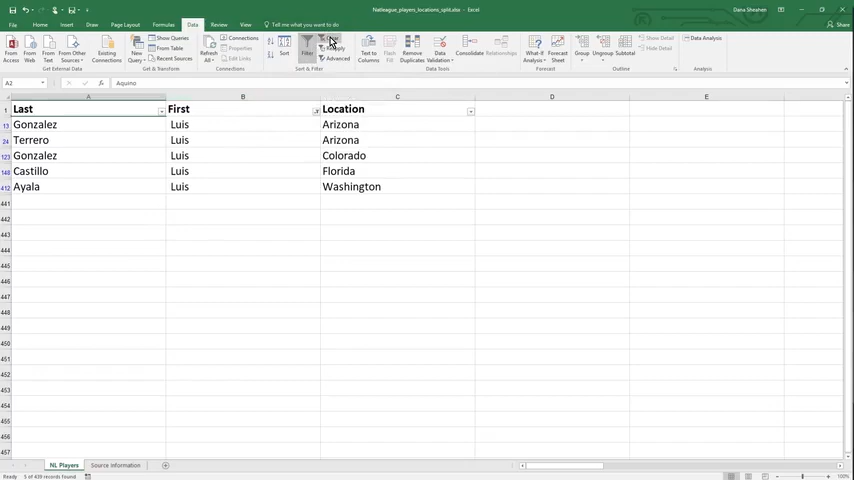 Natleague_players_locations_split.xlsx - Excel
Dana Sheahen
File Home Insert Draw Page Layout Formulas Data Review View Tell me what you want to do
Share
From Access
From Web
From Text
From Other Sources
Existing Connections
Get External Data
New Query
Show Queries
From Table
Recent Sources
Get & Transform
Refresh All
Connections
Properties
Edit Links
Connections
Sort
Filter
Reapply
Advanced
Sort & Filter
Text to Columns
Flash Fill
Remove Duplicates
Data Validation
Consolidate
Relationships
Data Tools
What-If Analysis
Forecast Sheet
Forecast
Group
Ungroup
Subtotal
Show Detail
Hide Detail
Outline
Data Analysis
Analysis
A2 Aquino
A B C D E
1 Last First Location
13 Gonzalez Luis Arizona
24 Terrero Luis Arizona
123 Gonzalez Luis Colorado
148 Castillo Luis Florida
412 Ayala Luis Washington
441
442
443
444
445
446
447
448
449
450
451
452
453
454
455
456
457
NL Players Source Information
Ready 5 of 439 records found 100%